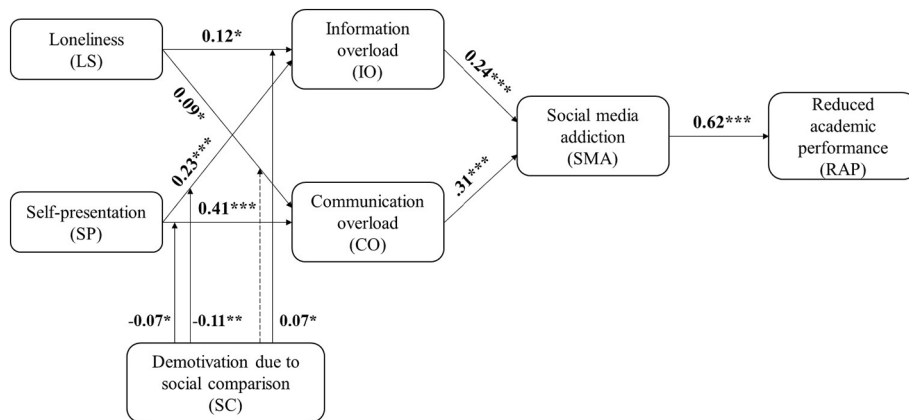 Loneliness
(LS)
0.12*
Information
overload
(IO)
0.24***
0.09*
0.23***
Social media
addiction
(SMA)
0.62***
Reduced
academic
performance
(RAP)
Self-presentation
(SP)
0.41***
Communication
overload
(CO)
.31***
-0.07*
-0.11**
0.07*
Demotivation due to
social comparison
(SC)